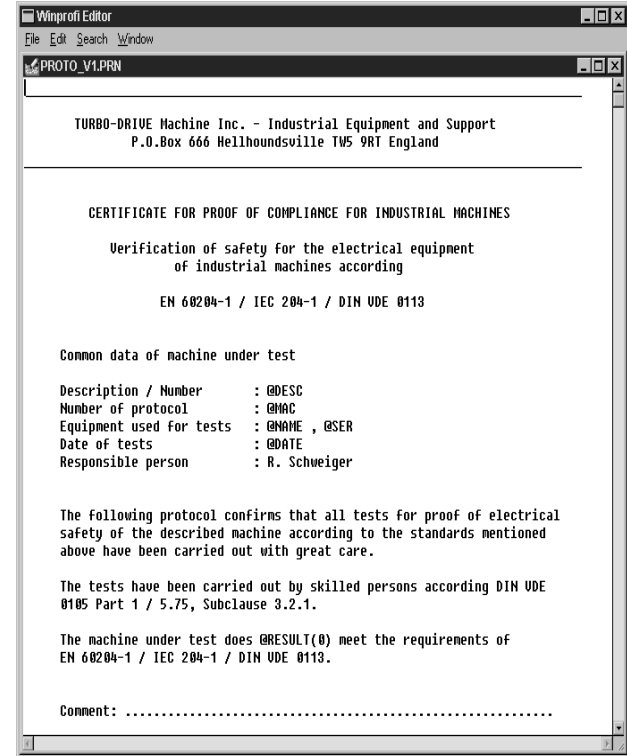 Winprofi Editor
File Edit Search Window
PROTO_V1.PRN
TURBO-DRIVE Machine Inc. - Industrial Equipment and Support
P.O.Box 666 Hellhoundsville TW5 9RT England
CERTIFICATE FOR PROOF OF COMPLIANCE FOR INDUSTRIAL MACHINES
Verification of safety for the electrical equipment
of industrial machines according
EN 60204-1 / IEC 204-1 / DIN VDE 0113
Common data of machine under test
Description / Number : @DESC
Number of protocol : @MAC
Equipment used for tests : @NAME , @SER
Date of tests : @DATE
Responsible person : R. Schweiger
The following protocol confirms that all tests for proof of electrical
safety of the described machine according to the standards mentioned
above have been carried out with great care.
The tests have been carried out by skilled persons according DIN VDE
0105 Part 1 / 5.75, Subclause 3.2.1.
The machine under test does @RESULT(0) meet the requirements of
EN 60204-1 / IEC 204-1 / DIN VDE 0113.
Comment: ............................................................